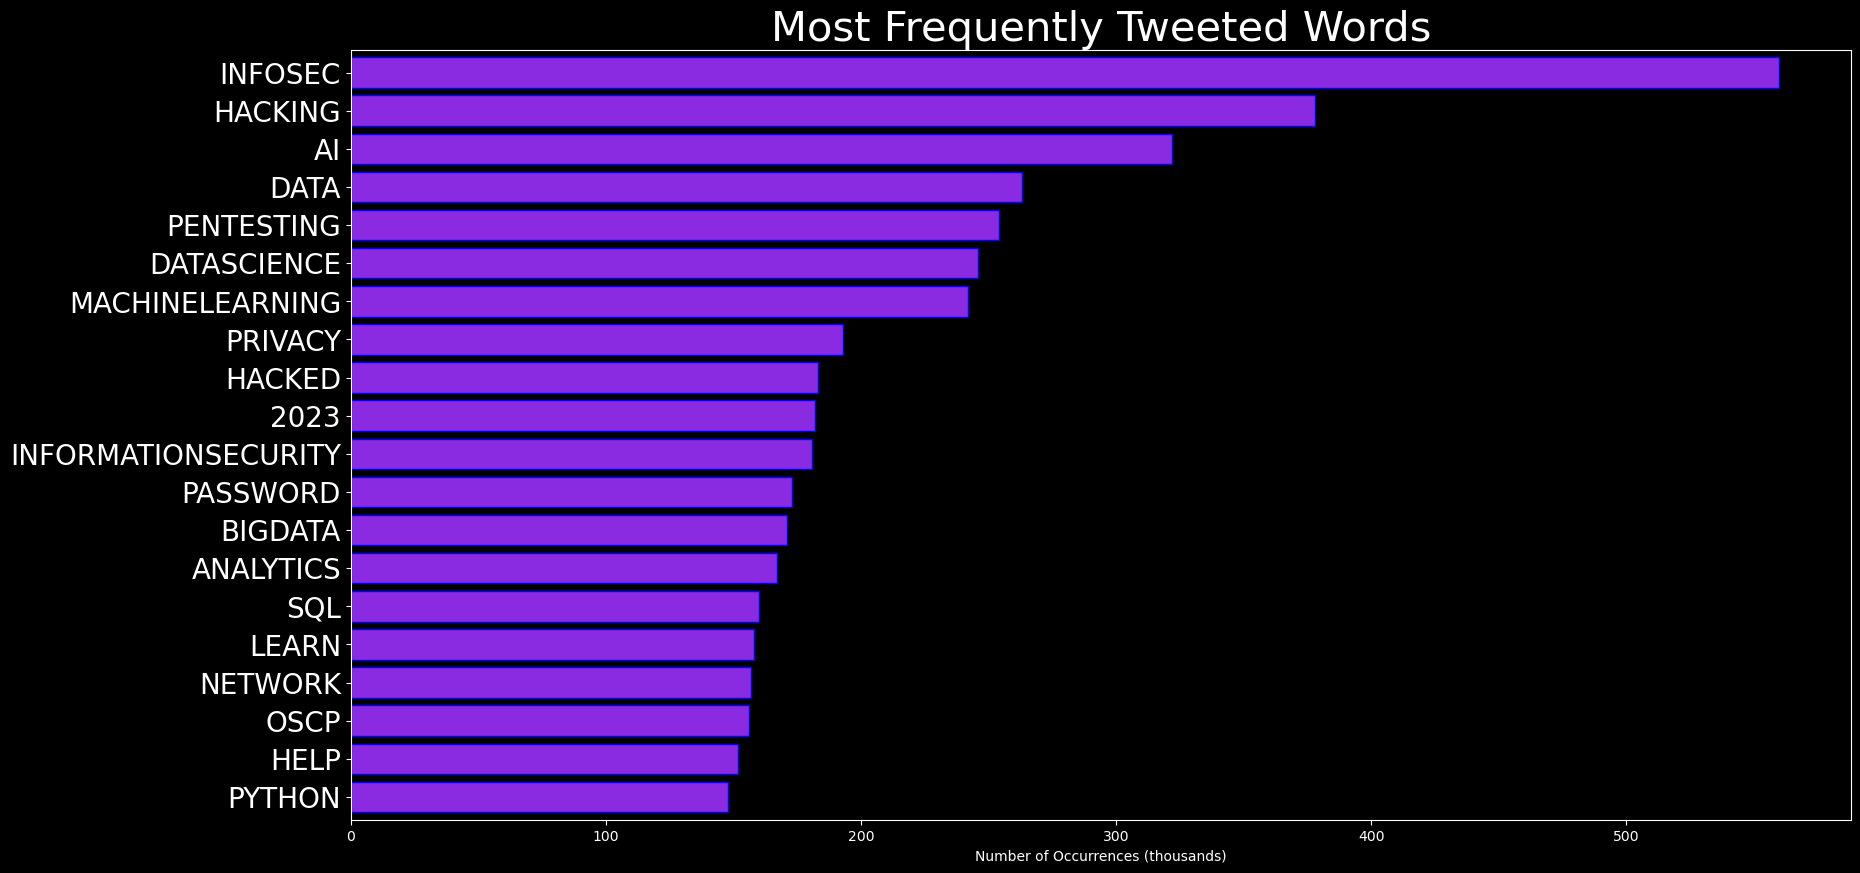 Most Frequently Tweeted Words
INFOSEC
HACKING
AI
DATA
PENTESTING
DATASCIENCE
MACHINELEARNING
PRIVACY
HACKED
2023
INFORMATIONSECURITY
PASSWORD
BIGDATA
ANALYTICS
SQL
LEARN
NETWORK
OSCP
HELP
PYTHON
0 100 200 300 400 500
Number of Occurrences (thousands)